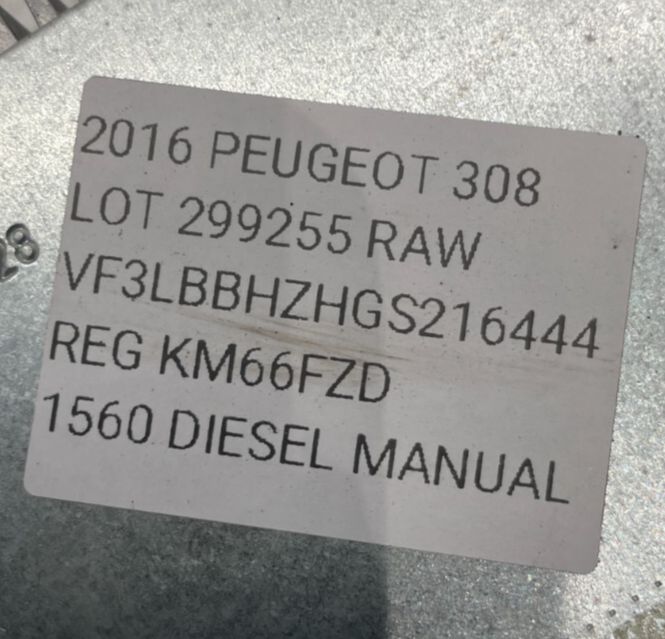 2016 PEUGEOT 308
LOT 299255 RAW
VF3LBBHZHGS216444
REG KM66FZD
1560 DIESEL MANUAL